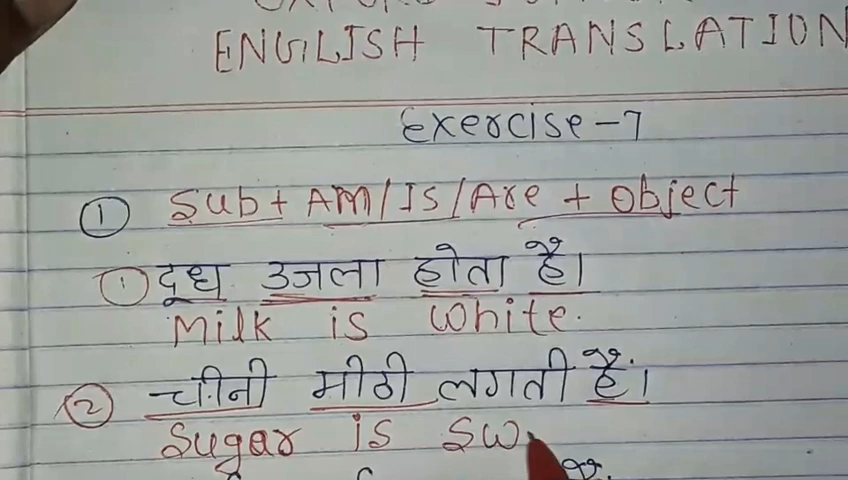 ENGLISH TRANSLATION
Exercise-7
① Sub + AM/IS/Are + Object
① दूध उजला होता है।
Milk is white.
② चीनी मीठी लगती हैं।
Sugar is sw